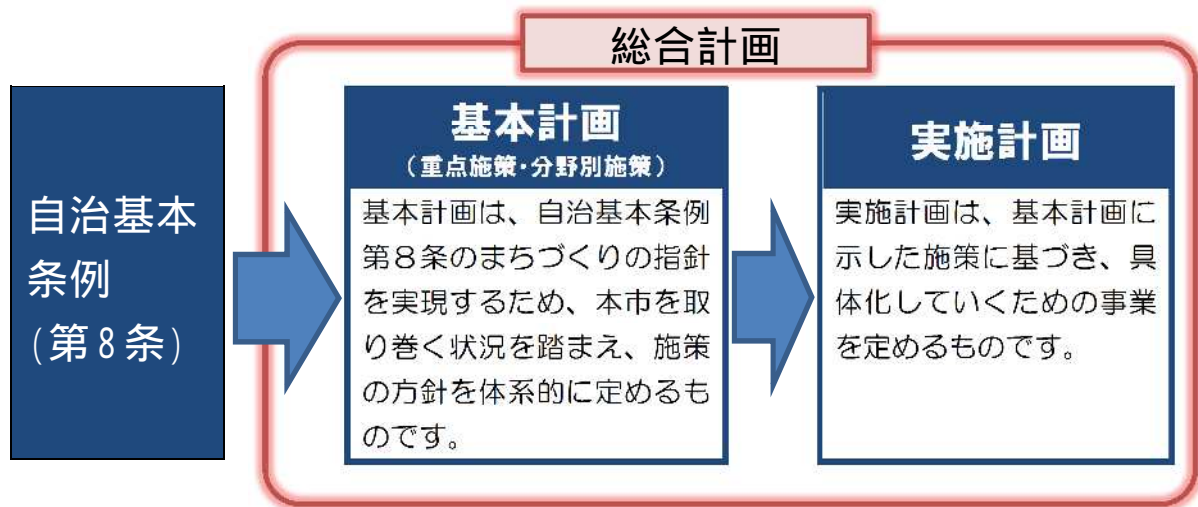 総合計画
自治基本
条例
(第8条)
基本計画
（重点施策・分野別施策）
基本計画は、自治基本条例
第８条のまちづくりの指針
を実現するため、本市を取
り巻く状況を踏まえ、施策
の方針を体系的に定めるも
のです。
実施計画
実施計画は、基本計画に
示した施策に基づき、具
体化していくための事業
を定めるものです。